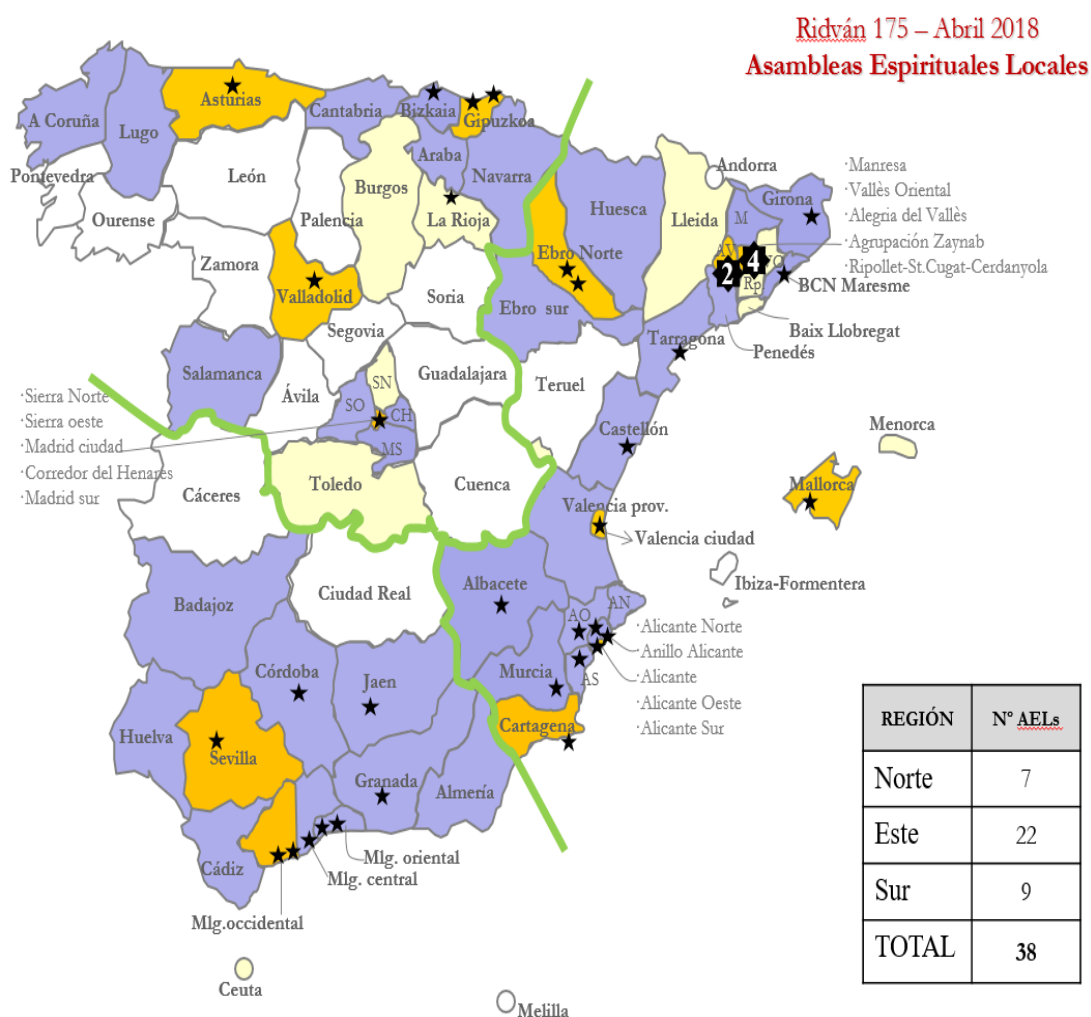 Ridván 175 – Abril 2018
Asambleas Espirituales Locales
Asturias
A Coruña
Lugo
Cantabria
Bizkaia
Gipuzkoa
Araba
Navarra
Pontevedra
Ourense
León
Palencia
Burgos
La Rioja
Huesca
Lleida
Andorra
Girona
M
AV
VO
Rp
4
2
·Manresa
·Vallès Oriental
·Alegria del Vallès
·Agrupación Zaynab
·Ripollet-St.Cugat-Cerdanyola
BCN Maresme
Baix Llobregat
Penedés
Zamora
Valladolid
Soria
Ebro Norte
Ebro sur
Tarragona
Segovia
Salamanca
Ávila
Guadalajara
Teruel
SN
SO
CH
MS
·Sierra Norte
·Sierra oeste
·Madrid ciudad
·Corredor del Henares
·Madrid sur
Castellón
Menorca
Mallorca
Cáceres
Toledo
Cuenca
Valencia prov.
Valencia ciudad
Ibiza-Formentera
Badajoz
Ciudad Real
Albacete
AN
AO
AS
·Alicante Norte
·Anillo Alicante
·Alicante
·Alicante Oeste
·Alicante Sur
Córdoba
Jaen
Murcia
Cartagena
Huelva
Sevilla
Granada
Almería
Cádiz
Mlg. oriental
Mlg. central
Mlg.occidental
Ceuta
Melilla
REGIÓN N° AELs
Norte 7
Este 22
Sur 9
TOTAL 38